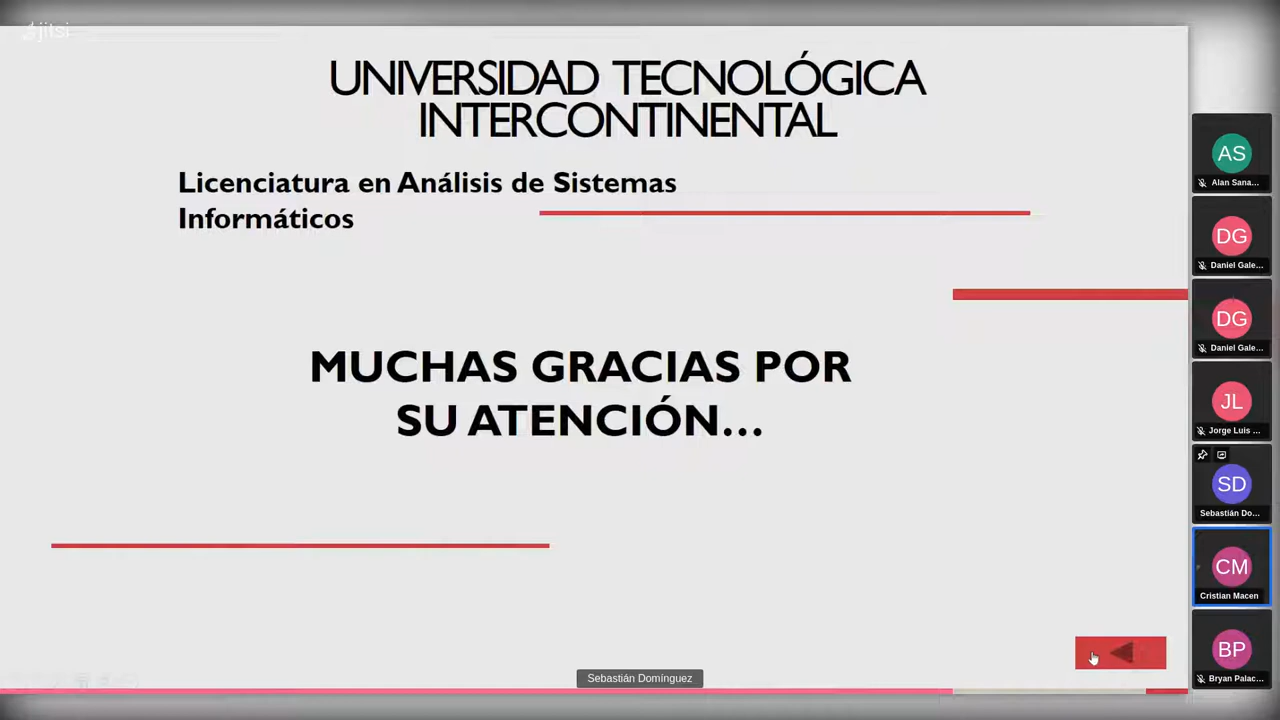 jitsi
UNIVERSIDAD TECNOLÓGICA
INTERCONTINENTAL
Licenciatura en Análisis de Sistemas
Informáticos
MUCHAS GRACIAS POR
SU ATENCIÓN...
Sebastián Domínguez
AS
Alan Sana...
DG
Daniel Gale...
DG
Daniel Gale...
JL
Jorge Luis ...
SD
Sebastián Do...
CM
Cristian Macen
BP
Bryan Palac...